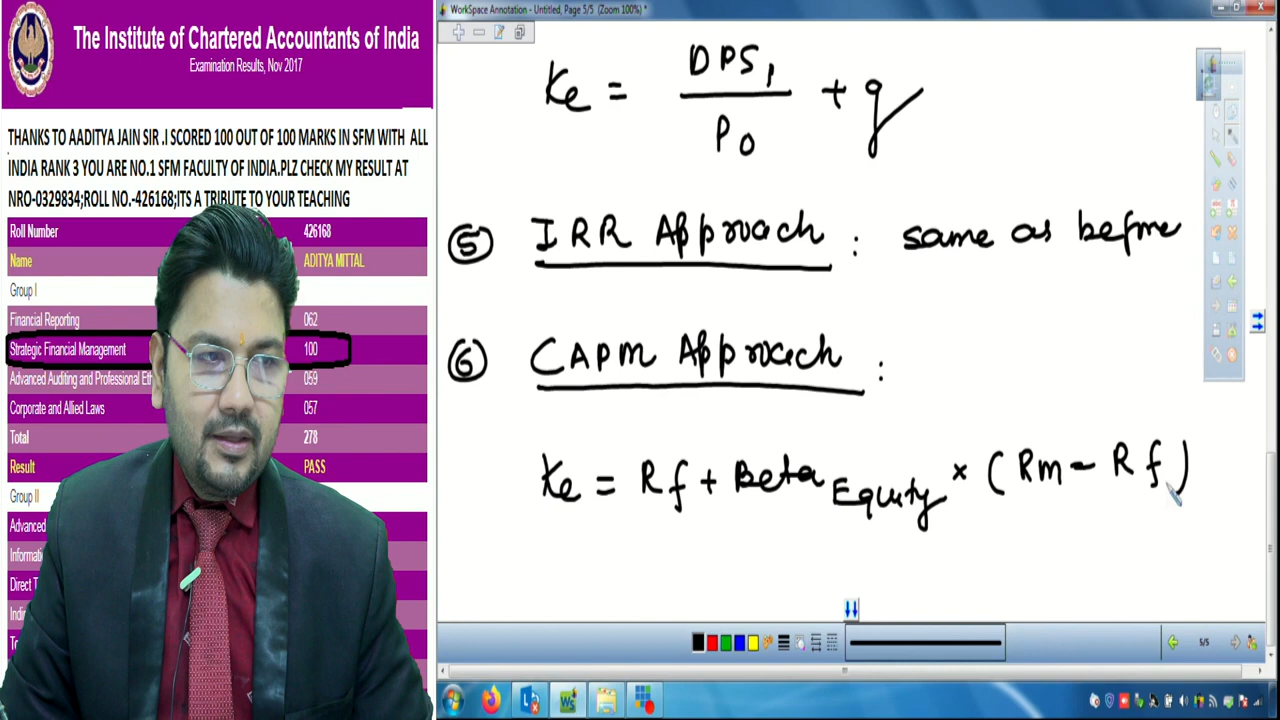 The Institute of Chartered Accountants of India
Examination Results, Nov 2017
THANKS TO AADITYA JAIN SIR .I SCORED 100 OUT OF 100 MARKS IN SFM WITH ALL
INDIA RANK 3 YOU ARE NO.1 SFM FACULTY OF INDIA.PLZ CHECK MY RESULT AT
NRO-0329834;ROLL NO.-426168;ITS A TRIBUTE TO YOUR TEACHING
Roll Number 426168
Name ADITYA MITTAL
Group I
Financial Reporting 062
Strategic Financial Management 100
Advanced Auditing and Professional Eth 059
Corporate and Allied Laws 057
Total 278
Result PASS
Group II
Advanced
Direct T
WorkSpace Annotation - Untitled, Page 5/5 (Zoom 100%) *
Ke = DPS1
P0 + g
5 IRR Approach : same as before
6 CAPM Approach :
Ke = Rf + Beta Equity × (Rm - Rf)
5/5